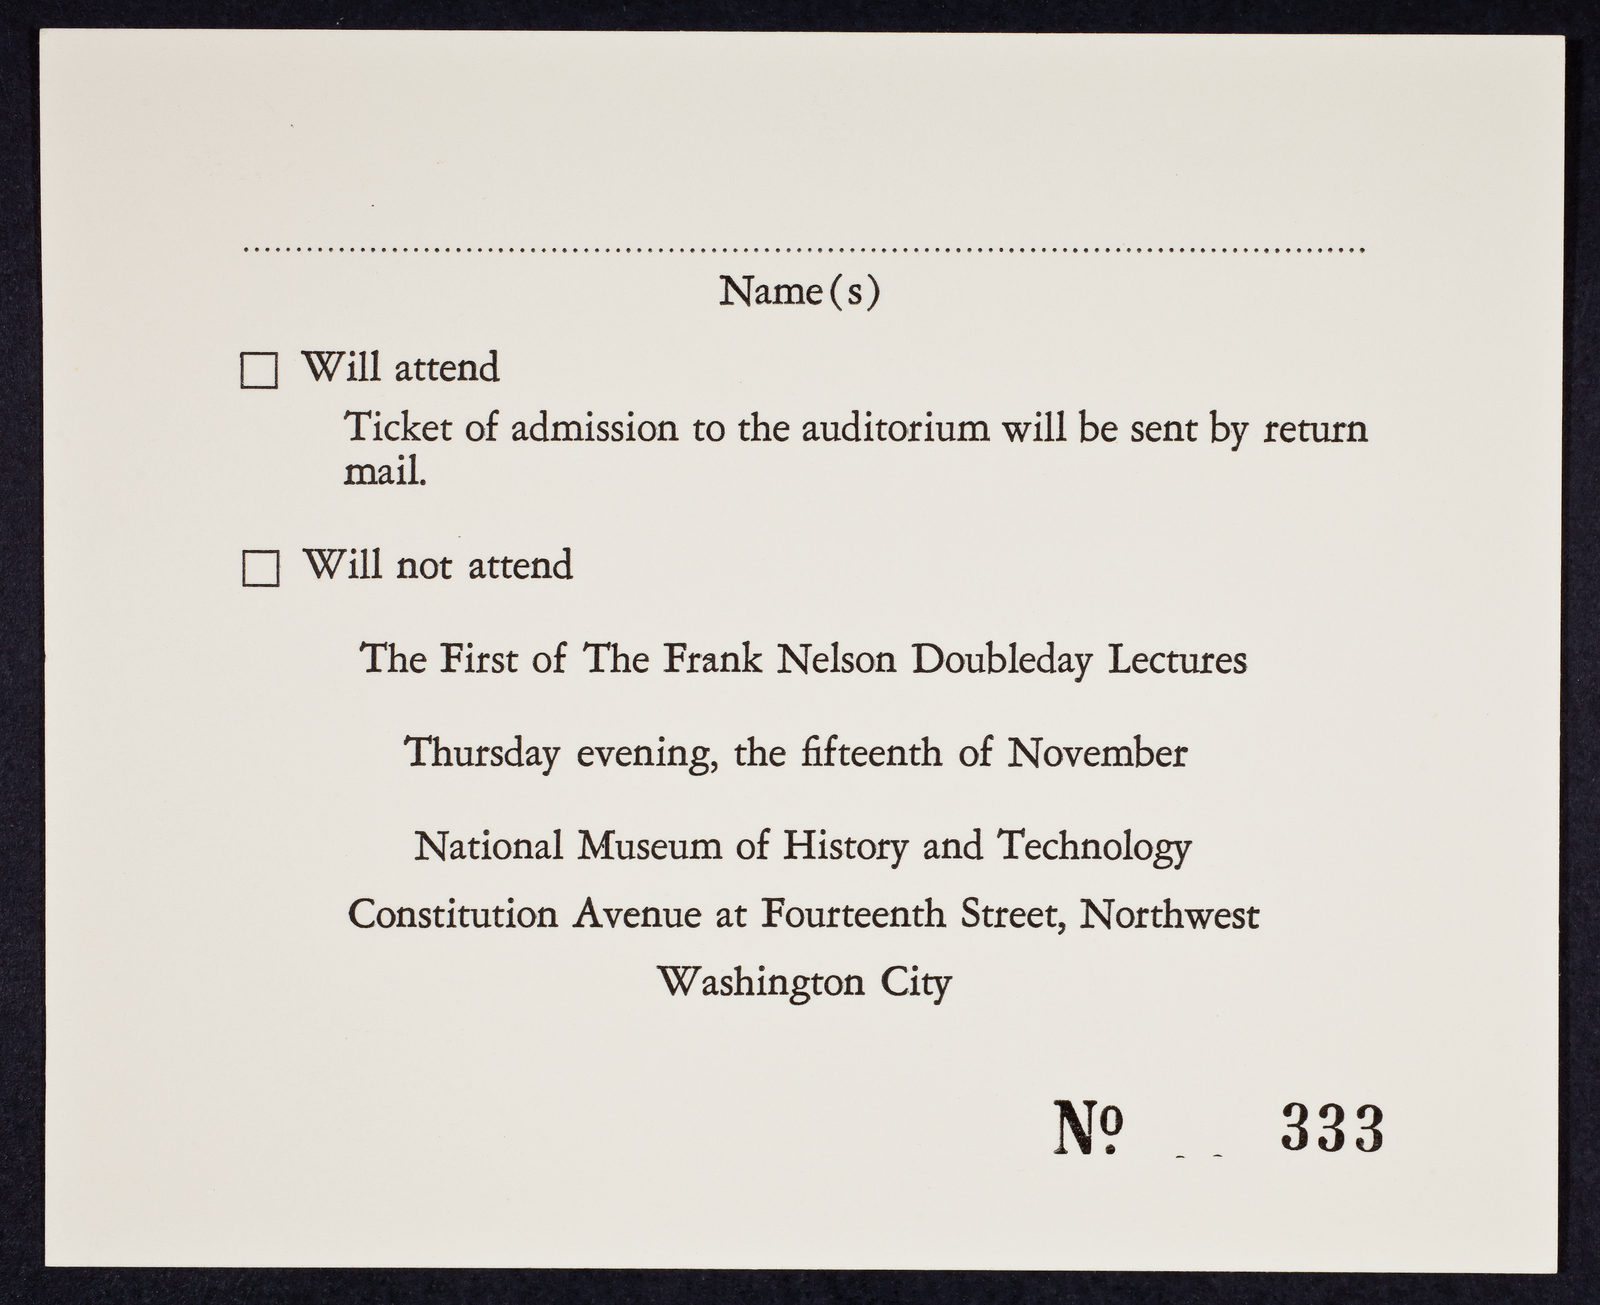 Name(s)
Will attend
Ticket of admission to the auditorium will be sent by return
mail.
Will not attend
The First of The Frank Nelson Doubleday Lectures
Thursday evening, the fifteenth of November
National Museum of History and Technology
Constitution Avenue at Fourteenth Street, Northwest
Washington City
Nº 333